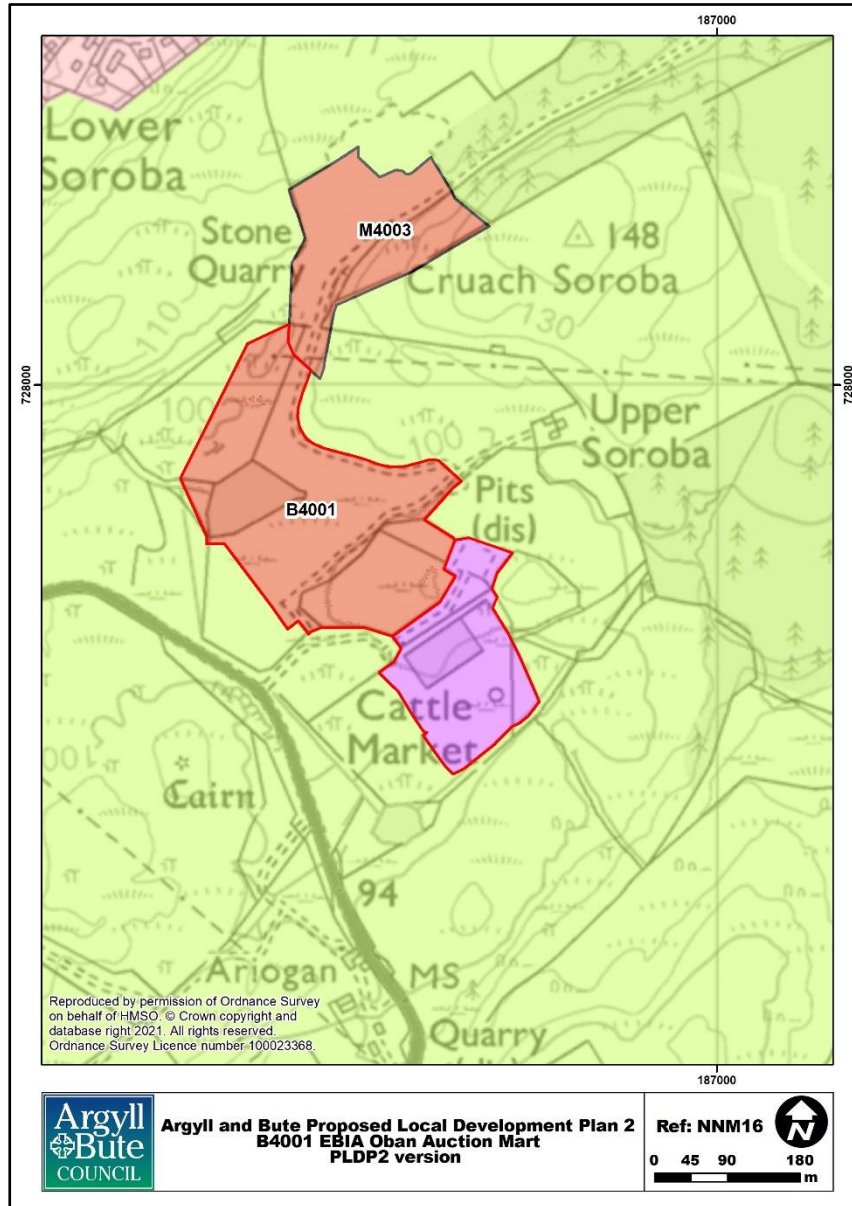 187000
Lower
Soroba
M4003
Stone
Quarry
148
Cruach Soroba
110
130
728000
728000
100
100
Upper
Soroba
B4001
Pits
(dis)
Cattle
Market
100
Cairn
94
Ariogan
MS
Quarry
Reproduced by permission of Ordnance Survey
on behalf of HMSO. © Crown copyright and
database right 2021. All rights reserved.
Ordnance Survey Licence number 100023368.
187000
Argyll
&Bute
COUNCIL
Argyll and Bute Proposed Local Development Plan 2
B4001 EBIA Oban Auction Mart
PLDP2 version
Ref: NNM16
N
0 45 90 180
m